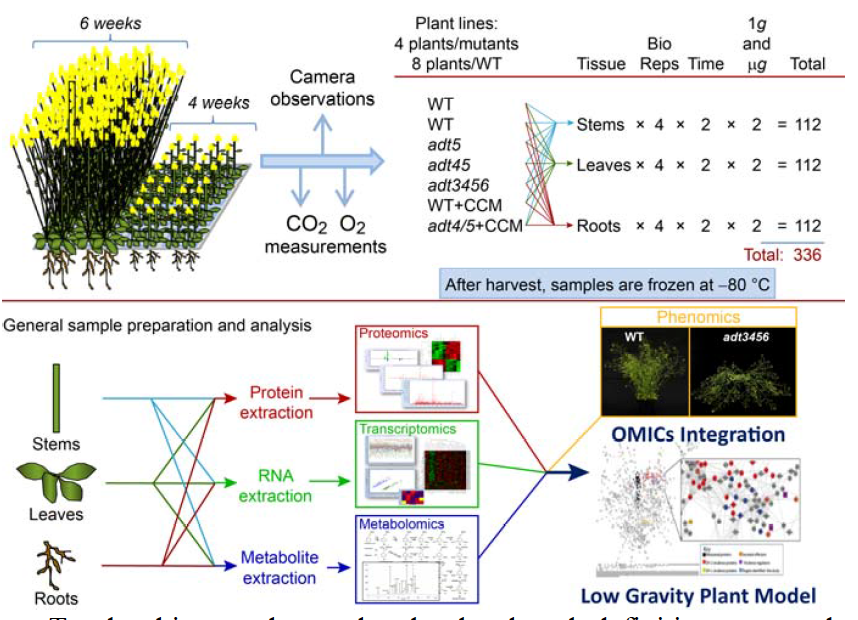 6 weeks
4 weeks
Camera
observations
CO2 O2
measurements
Plant lines:
4 plants/mutants
8 plants/WT
Tissue
Bio
Reps
Time
1g
and
µg
Total
WT
WT
adt5
adt45
adt3456
WT+CCM
adt4/5+CCM
Stems × 4 × 2 × 2 = 112
Leaves × 4 × 2 × 2 = 112
Roots × 4 × 2 × 2 = 112
Total: 336
After harvest, samples are frozen at –80 °C
General sample preparation and analysis
Stems
Leaves
Roots
Protein
extraction
RNA
extraction
Metabolite
extraction
Proteomics
Transcriptomics
Metabolomics
Phenomics
WT
adt3456
OMICs Integration
Low Gravity Plant Model